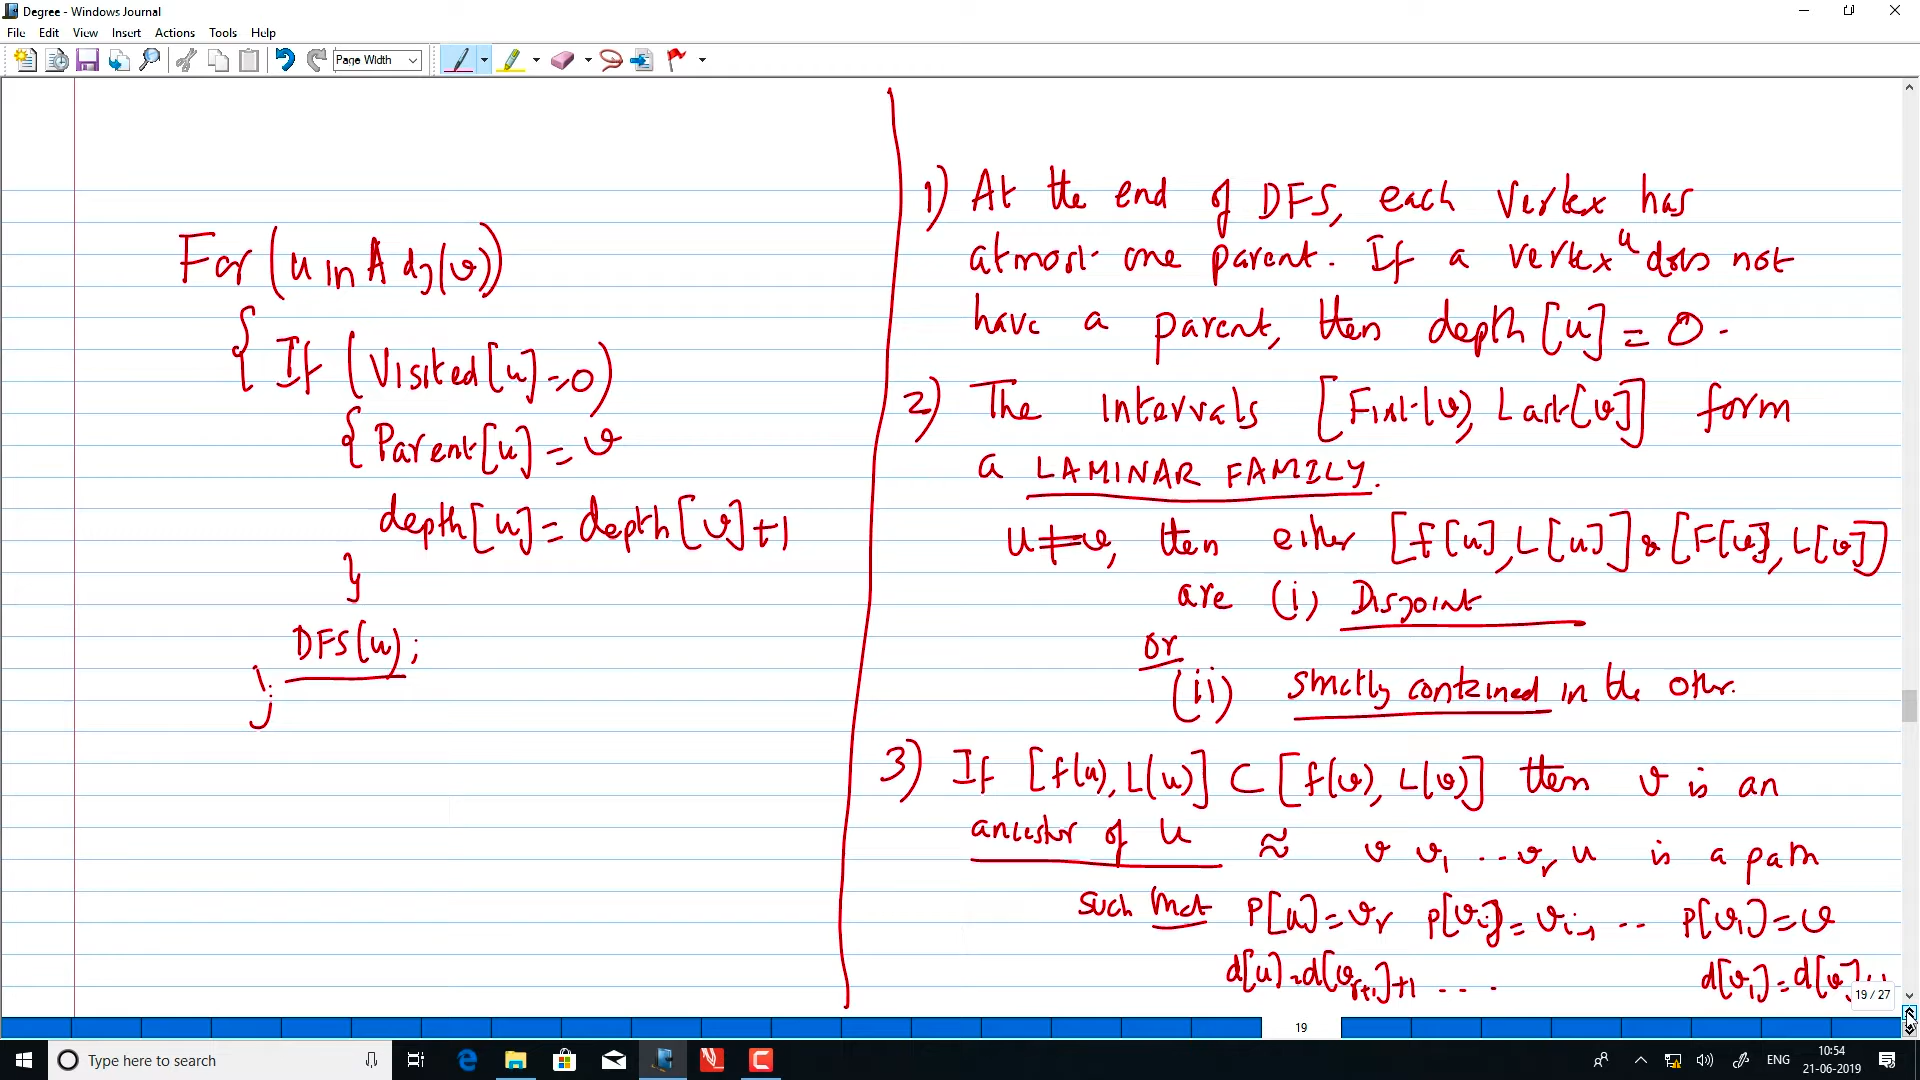 Degree - Windows Journal
File Edit View Insert Actions Tools Help
Page Width
For (u in Adj(v))
{ If (Visited[u]=0)
{ Parent[u] = v
depth[u] = depth[v]+1
}
DFS(u);
};
1) At the end of DFS, each Vertex has
atmost one parent. If a vertex u does not
have a parent, then depth[u] = 0.
2) The intervals [First[v], Last[v]] form
a LAMINAR FAMILY.
u≠v, then either [f[u], L[u]] & [F[v], L[v]]
are (i) Disjoint
or
(ii) strictly contained in the other.
3) If [f(u), L(u)] ⊂ [f(v), L(v)] then v is an
ancestor of u ≈ v v₁ ... vᵣ u is a path
such that P[u] = vᵣ P[vᵢ] = vᵢ₋₁ ... P[v₁] = v
d[u] = d[vᵣ₊₁]+1 .... d[v₁] = d[v]
19 / 27
19
Type here to search
ENG
10:54
21-06-2019